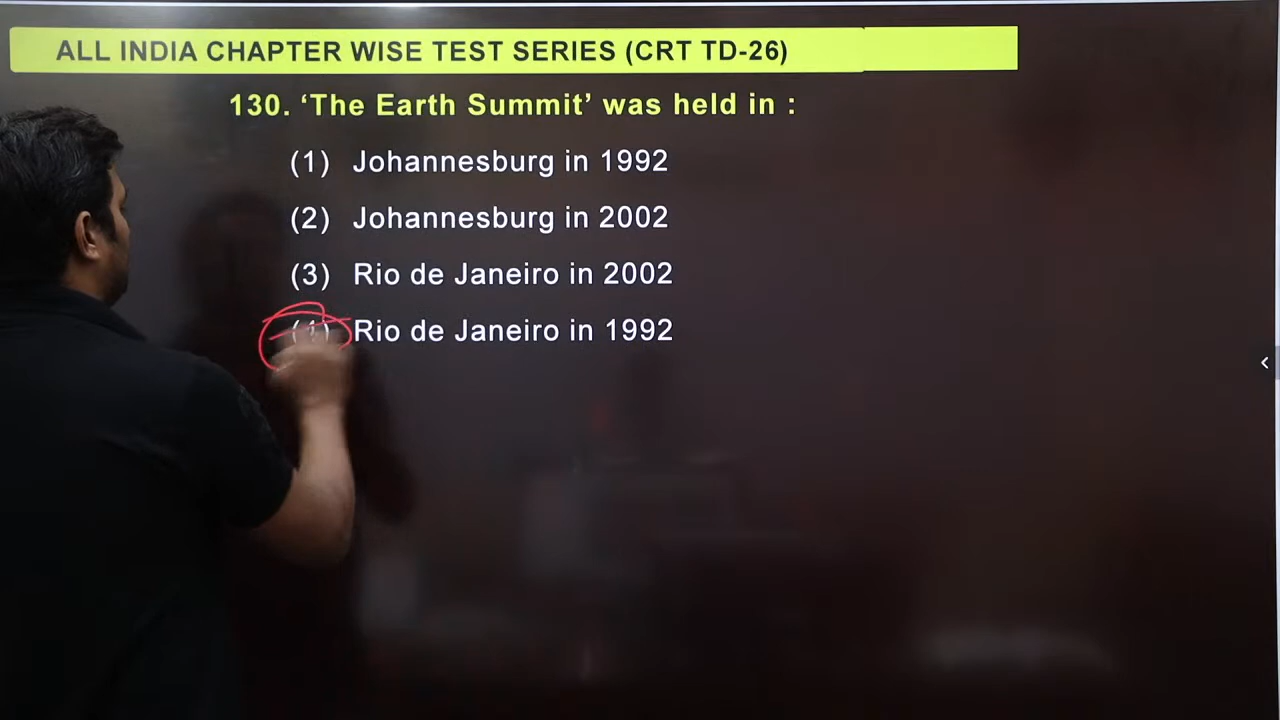 ALL INDIA CHAPTER WISE TEST SERIES (CRT TD-26)
130. ‘The Earth Summit’ was held in :
(1) Johannesburg in 1992
(2) Johannesburg in 2002
(3) Rio de Janeiro in 2002
(4) Rio de Janeiro in 1992